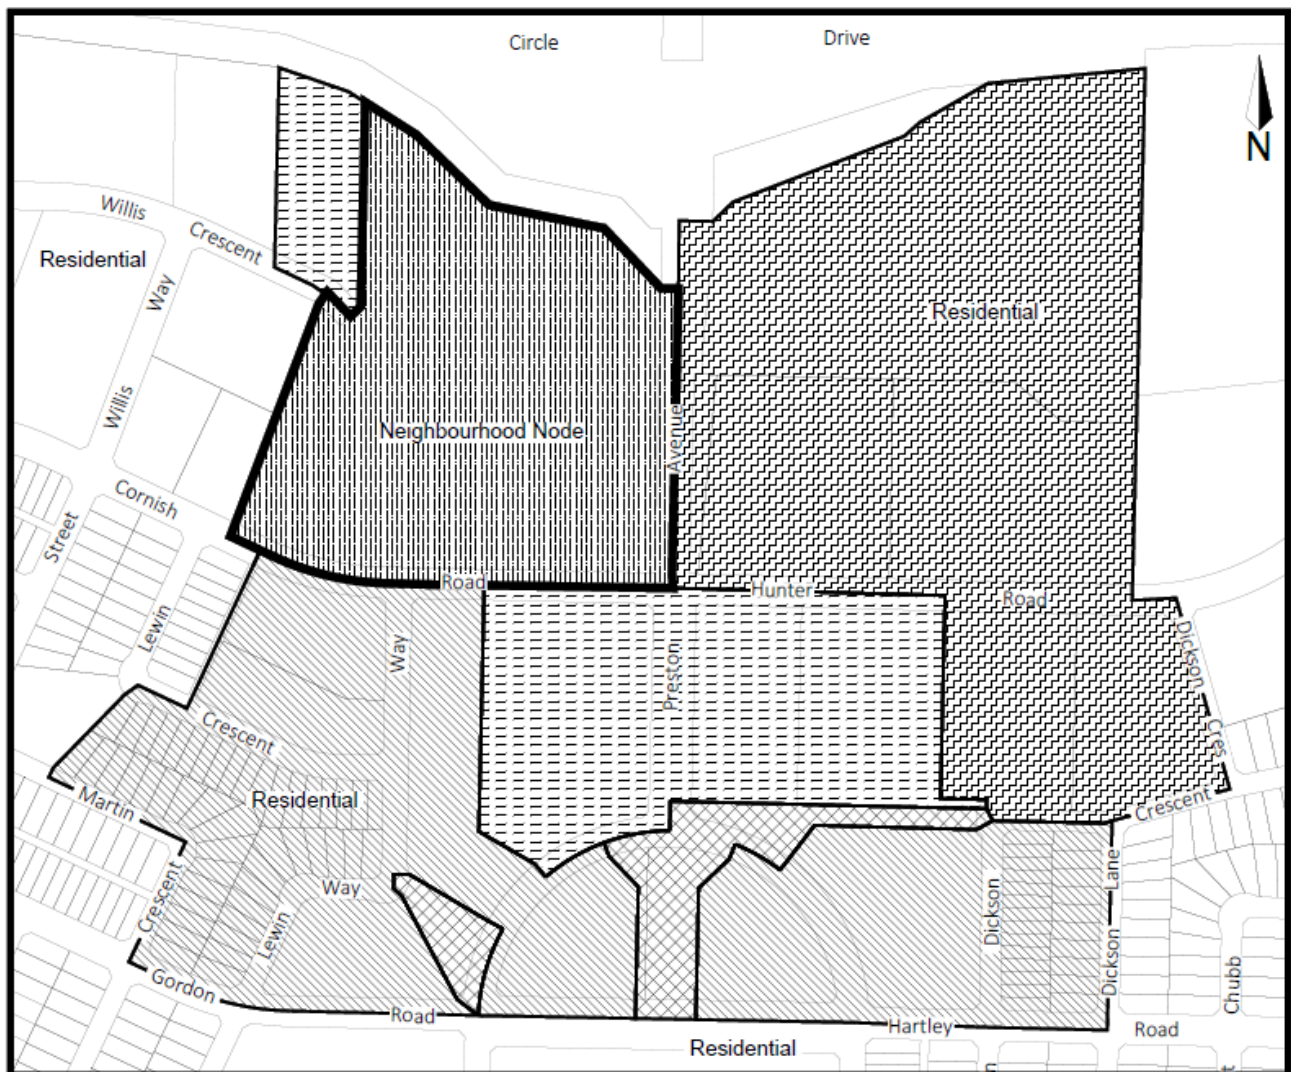 Circle
Drive
N
Willis
Crescent
Residential
Way
Residential
Willis
Neighbourhood Node
Avenue
Cornish
Street
Road
Hunter
Road
Lewin
Way
Preston
Dickson
Crescent
Cres
Residential
Martin
Crescent
Way
Crescent
Lewin
Dickson
Lane
Dickson
Chubb
Gordon
Road
Hartley
Road
Residential